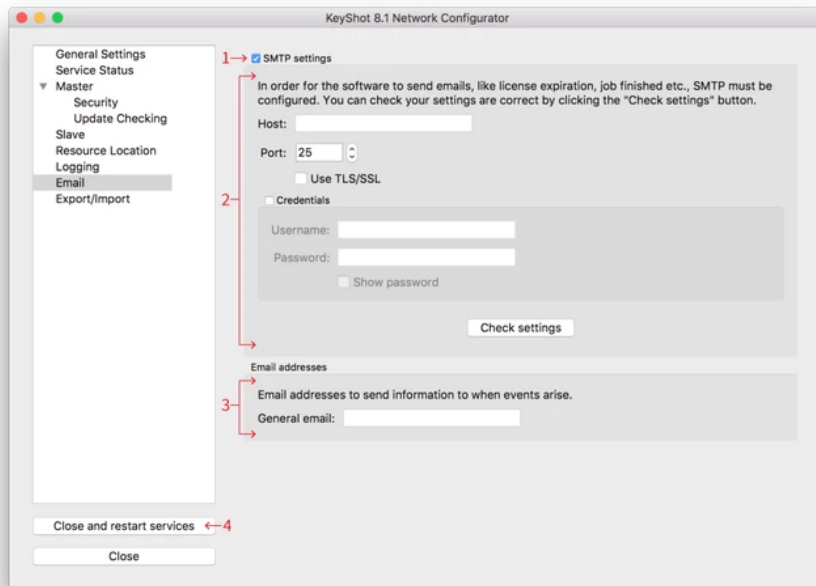 KeyShot 8.1 Network Configurator
General Settings
Service Status
Master
Security
Update Checking
Slave
Resource Location
Logging
Email
Export/Import
1
SMTP settings
2
In order for the software to send emails, like license expiration, job finished etc., SMTP must be
configured. You can check your settings are correct by clicking the "Check settings" button.
Host:
Port: 25
Use TLS/SSL
Credentials
Username:
Password:
Show password
Check settings
Email addresses
3
Email addresses to send information to when events arise.
General email:
Close and restart services 4
Close